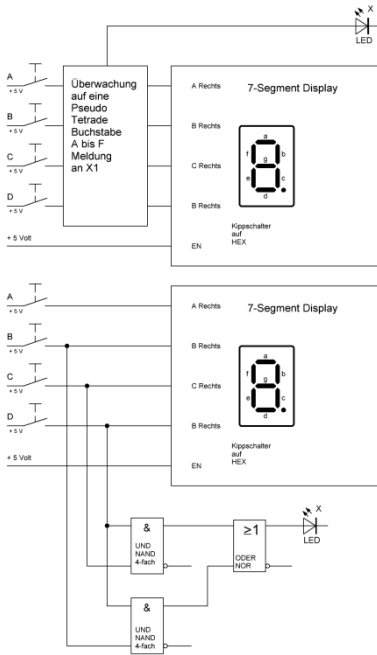 X
LED
A
+ 5 V
B
+ 5 V
C
+ 5 V
D
+ 5 V
+ 5 Volt
Überwachung
auf eine
Pseudo
Tetrade
Buchstabe
A bis F
Meldung
an X1
A Rechts
B Rechts
C Rechts
B Rechts
EN
7-Segment Display
a
f b
g
e c
d
Kippschalter
auf
HEX
A
+ 5 V
B
+ 5 V
C
+ 5 V
D
+ 5 V
+ 5 Volt
A Rechts
B Rechts
C Rechts
B Rechts
EN
7-Segment Display
a
f b
g
e c
d
Kippschalter
auf
HEX
&
UND
NAND
4-fach
≥1
ODER
NOR
X
LED
&
UND
NAND
4-fach